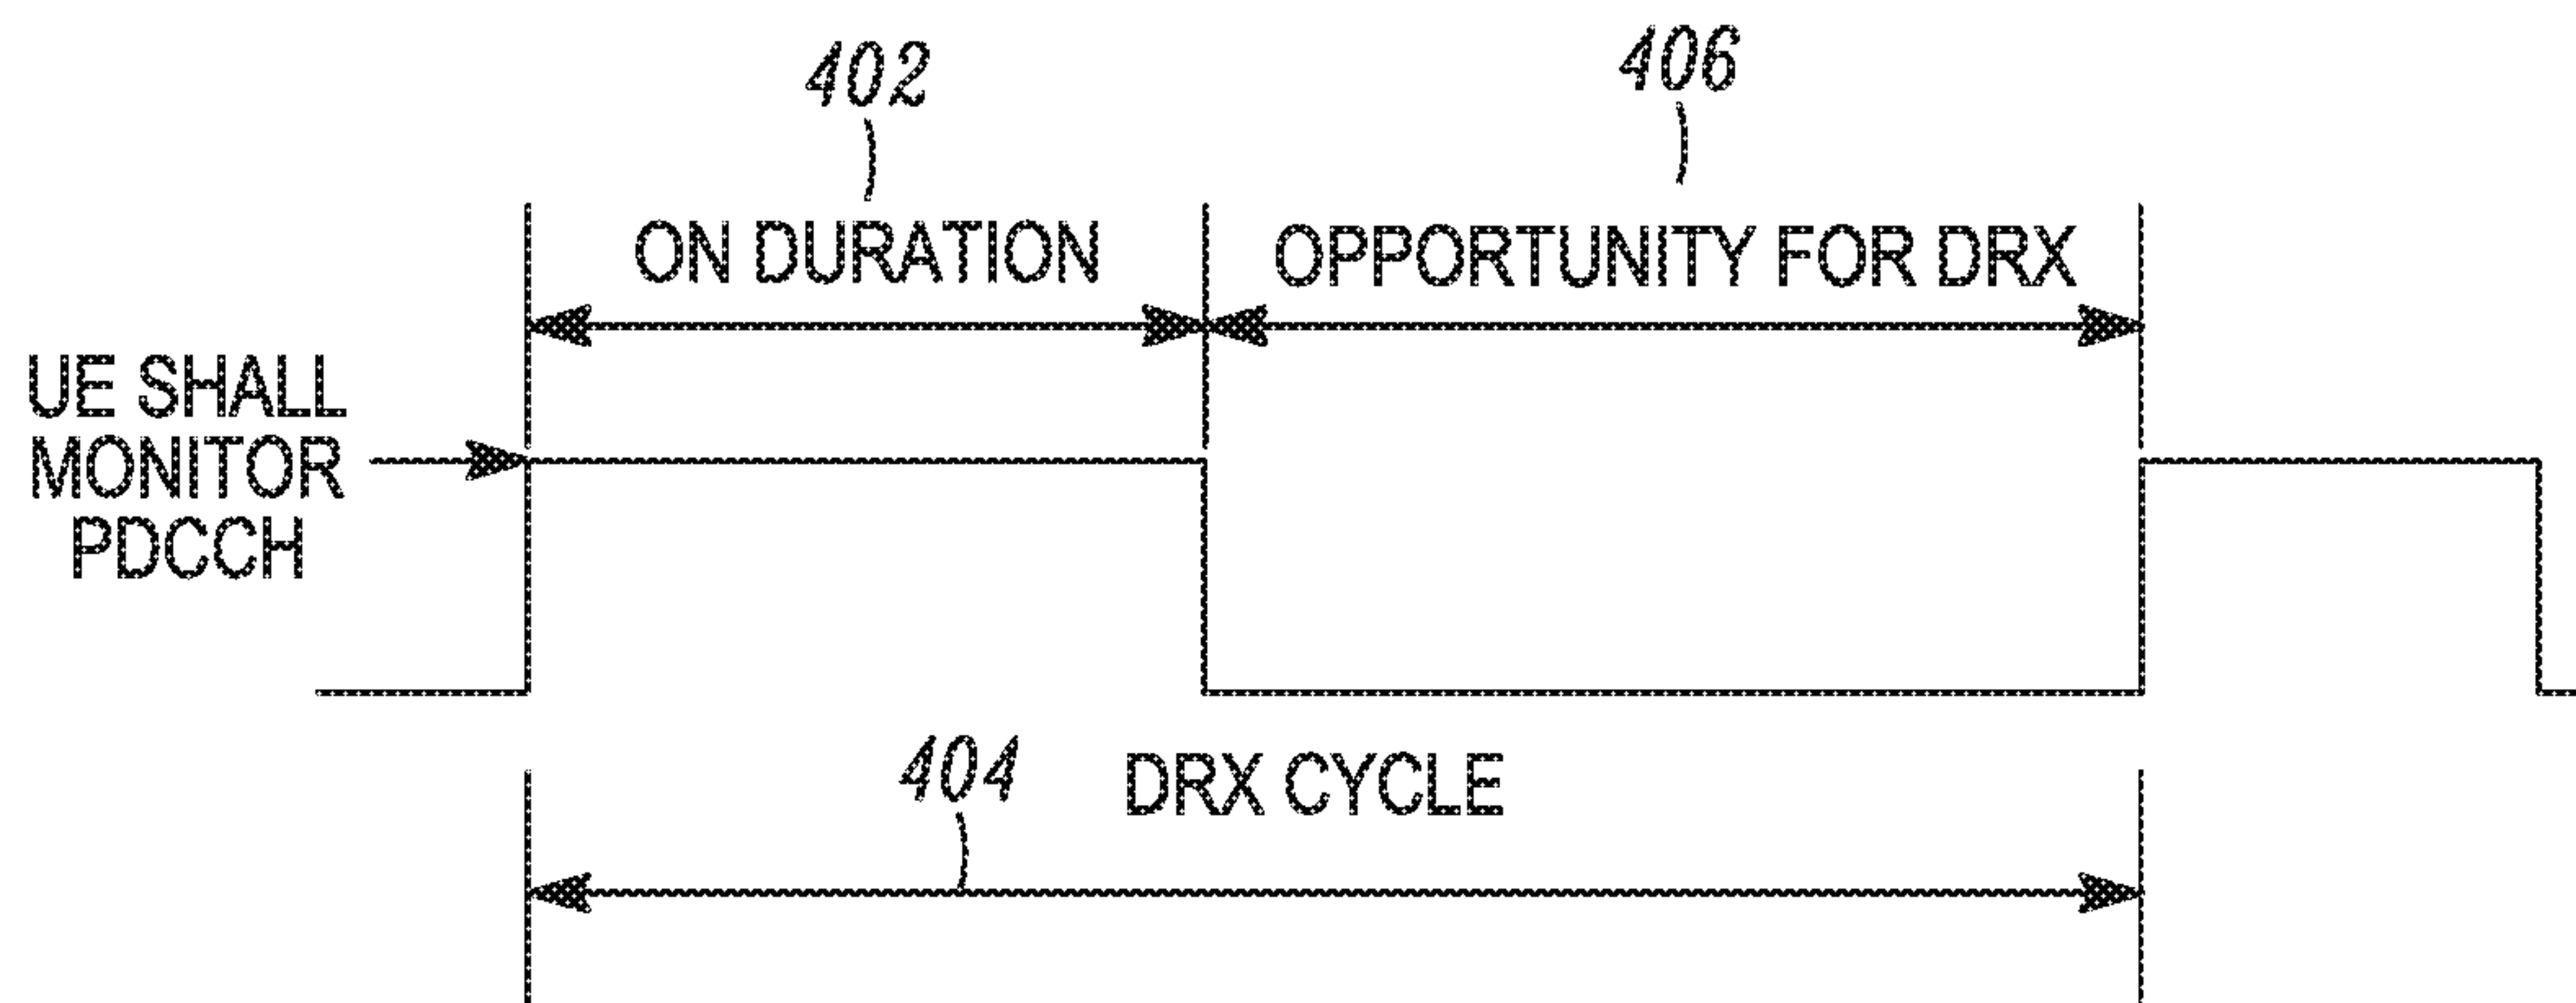 402
406
ON DURATION
OPPORTUNITY FOR DRX
UE SHALL
MONITOR
PDCCH
404
DRX CYCLE